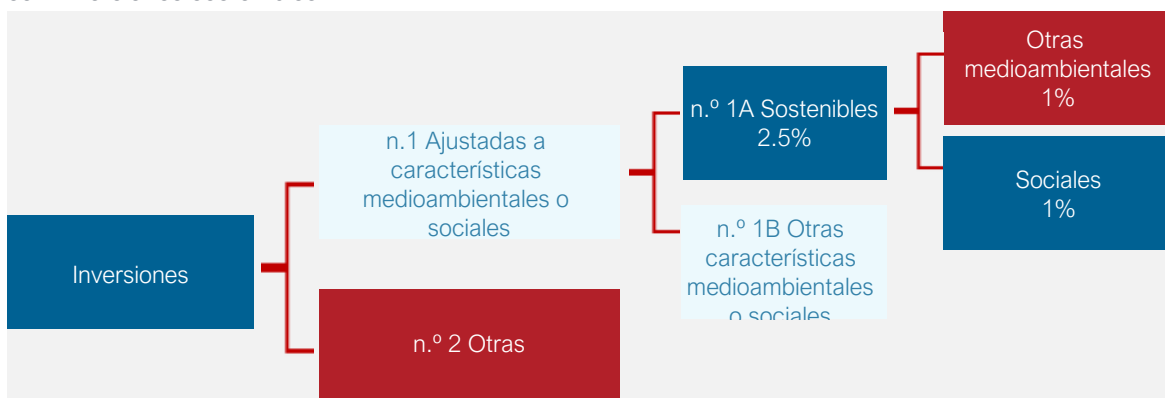 Inversiones
n.1 Ajustadas a
características
medioambientales o
sociales
n.º 2 Otras
n.º 1A Sostenibles
2.5%
n.º 1B Otras
características
medioambientales
o sociales
Otras
medioambientales
1%
Sociales
1%